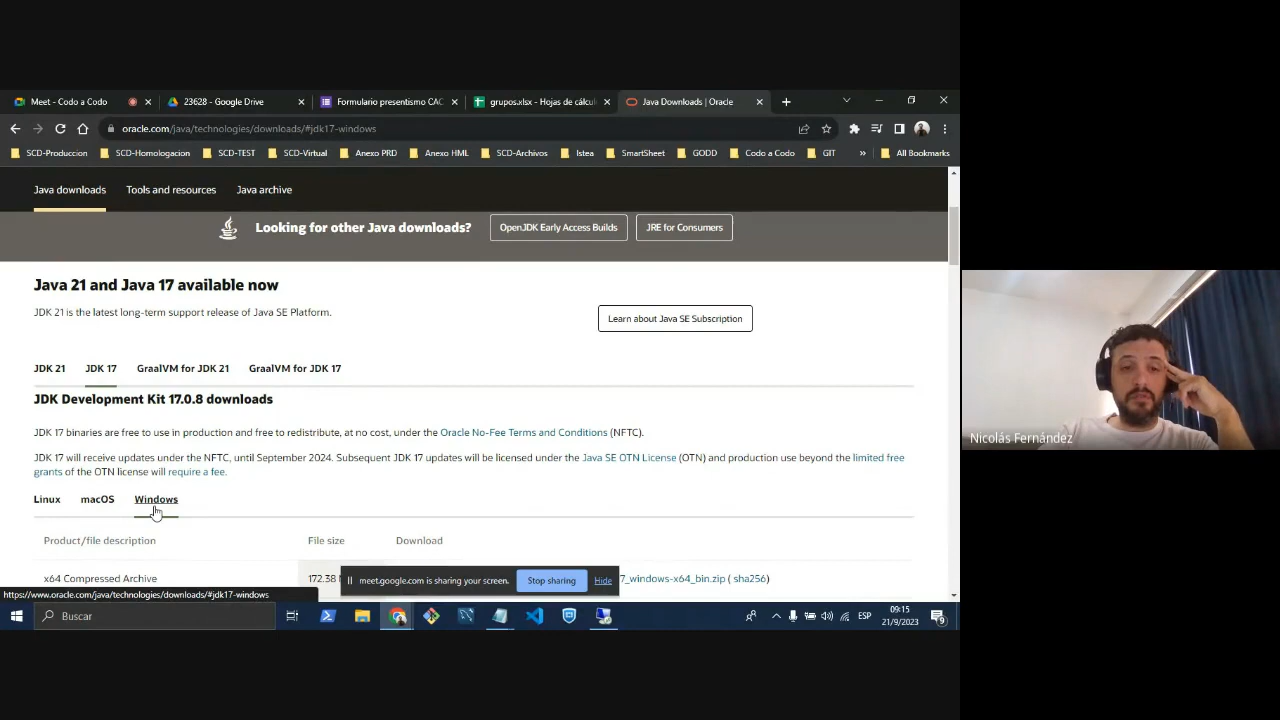 Meet - Codo a Codo
23628 - Google Drive
Formulario presentismo CAC
grupos.xlsx - Hojas de cálcu
Java Downloads | Oracle
oracle.com/java/technologies/downloads/#jdk17-windows
SCD-Produccion
SCD-Homologacion
SCD-TEST
SCD-Virtual
Anexo PRD
Anexo HML
SCD-Archivos
Istea
SmartSheet
GODD
Codo a Codo
GIT
»
All Bookmarks
Java downloads
Tools and resources
Java archive
Looking for other Java downloads?
OpenJDK Early Access Builds
JRE for Consumers
Java 21 and Java 17 available now
JDK 21 is the latest long-term support release of Java SE Platform.
Learn about Java SE Subscription
JDK 21
JDK 17
GraalVM for JDK 21
GraalVM for JDK 17
JDK Development Kit 17.0.8 downloads
JDK 17 binaries are free to use in production and free to redistribute, at no cost, under the Oracle No-Fee Terms and Conditions (NFTC).
JDK 17 will receive updates under the NFTC, until September 2024. Subsequent JDK 17 updates will be licensed under the Java SE OTN License (OTN) and production use beyond the limited free
grants of the OTN license will require a fee.
Nicolás Fernández
Linux
macOS
Windows
Product/file description
File size
Download
x64 Compressed Archive
172.38
7_windows-x64_bin.zip ( sha256)
meet.google.com is sharing your screen.
Stop sharing
Hide
https://www.oracle.com/java/technologies/downloads/#jdk17-windows
Buscar
ESP
09:15
21/9/2023
9